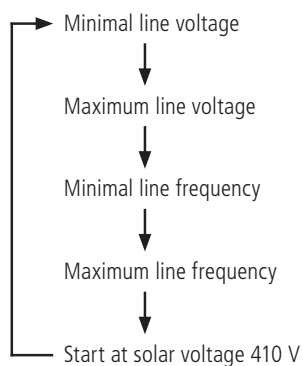 Minimal line voltage
Maximum line voltage
Minimal line frequency
Maximum line frequency
Start at solar voltage 410 V